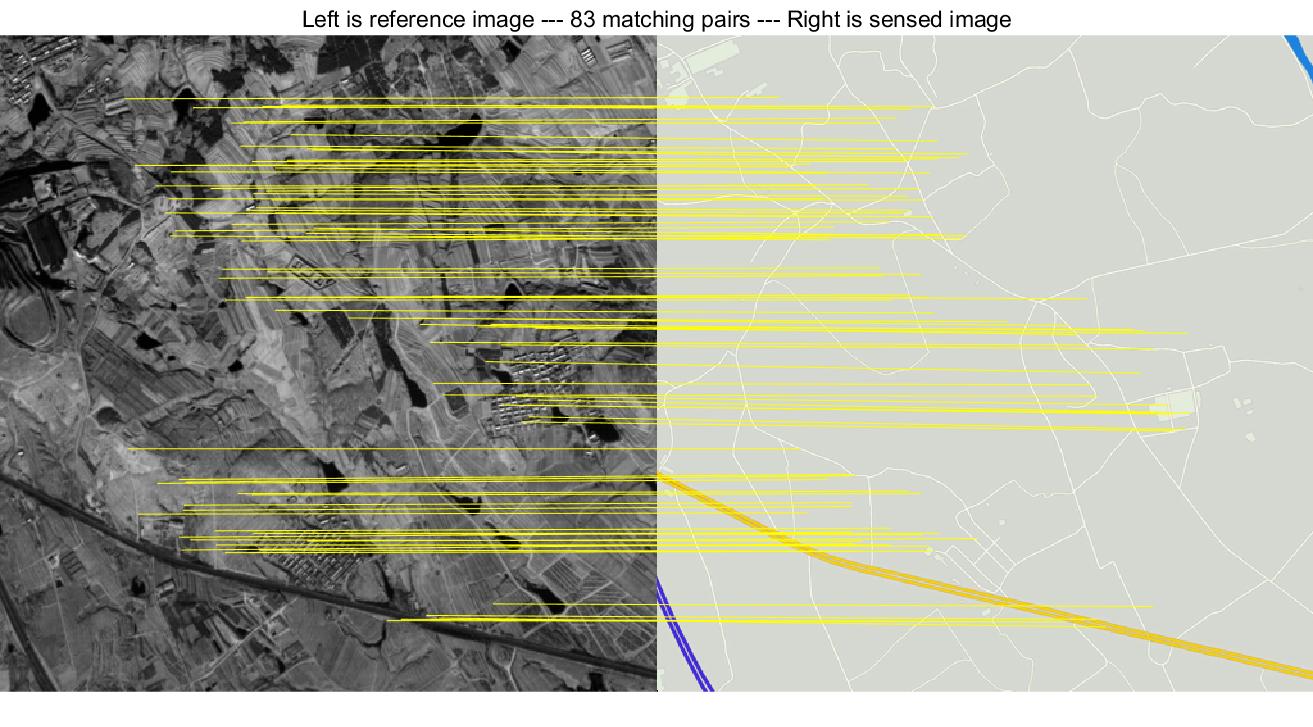 Left is reference image --- 83 matching pairs --- Right is sensed image